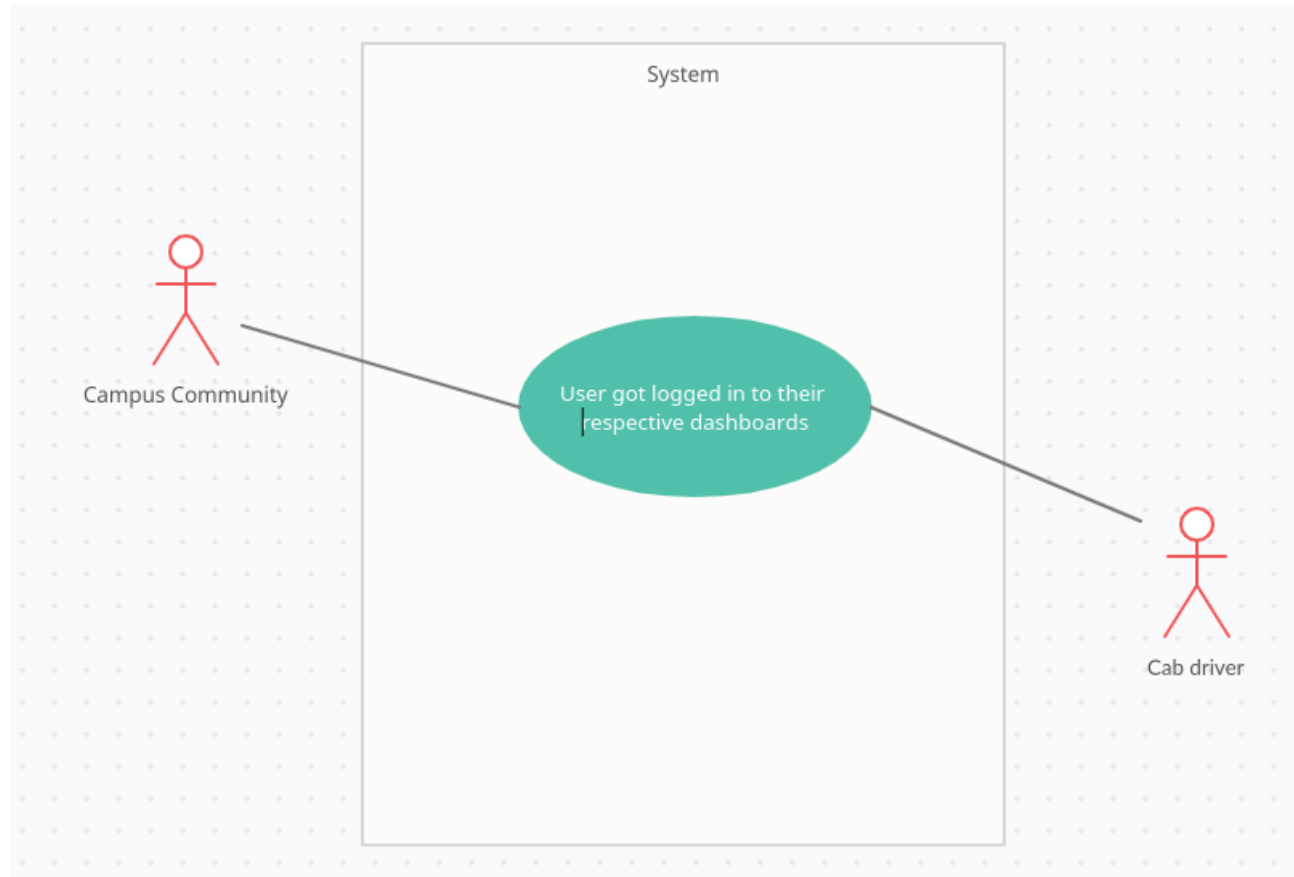 System
User got logged in to their
respective dashboards
Campus Community
Cab driver